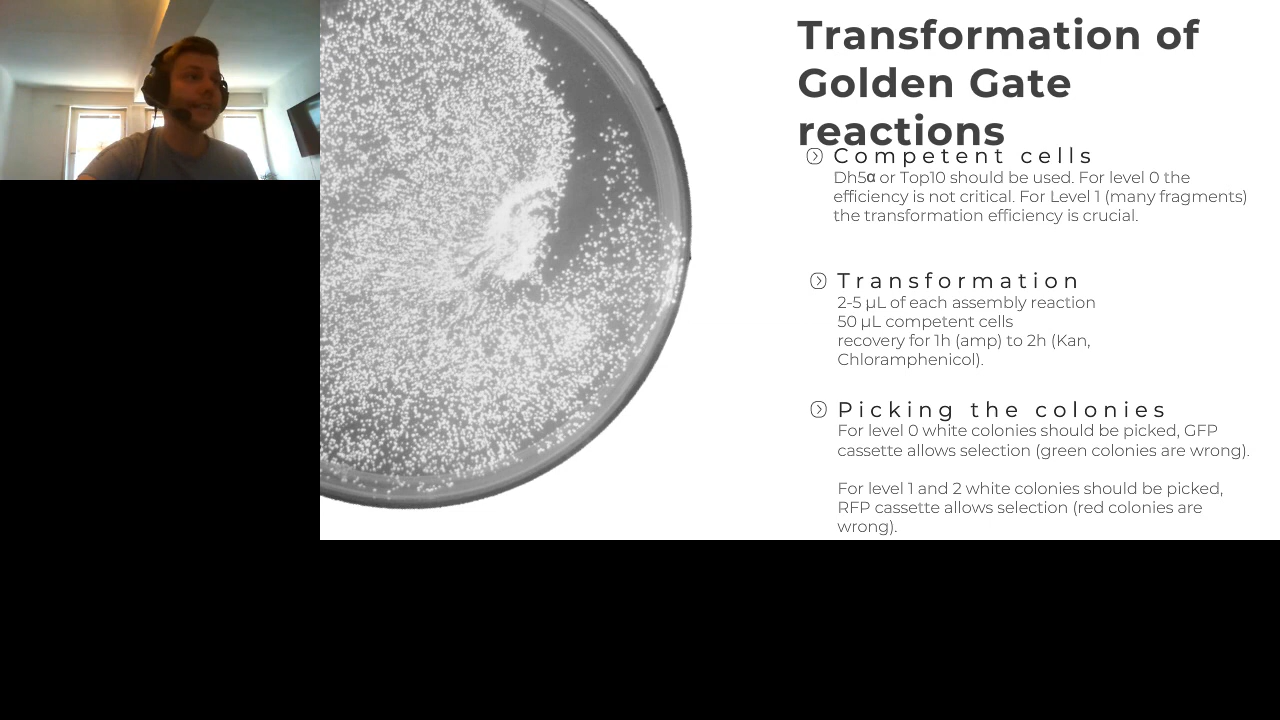 Transformation of
Golden Gate
reactions
Competent cells
Dh5α or Top10 should be used. For level 0 the
efficiency is not critical. For Level 1 (many fragments)
the transformation efficiency is crucial.
Transformation
2-5 µL of each assembly reaction
50 µL competent cells
recovery for 1h (amp) to 2h (Kan,
Chloramphenicol).
Picking the colonies
For level 0 white colonies should be picked, GFP
cassette allows selection (green colonies are wrong).
For level 1 and 2 white colonies should be picked,
RFP cassette allows selection (red colonies are
wrong).